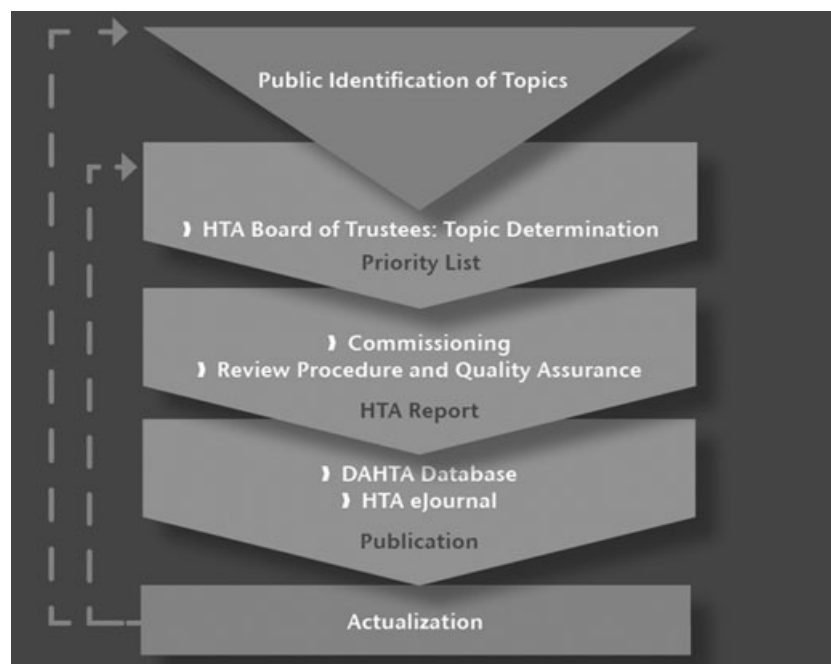 Public Identification of Topics
❫ HTA Board of Trustees: Topic Determination
Priority List
❫ Commissioning
❫ Review Procedure and Quality Assurance
HTA Report
❫ DAHTA Database
❫ HTA eJournal
Publication
Actualization